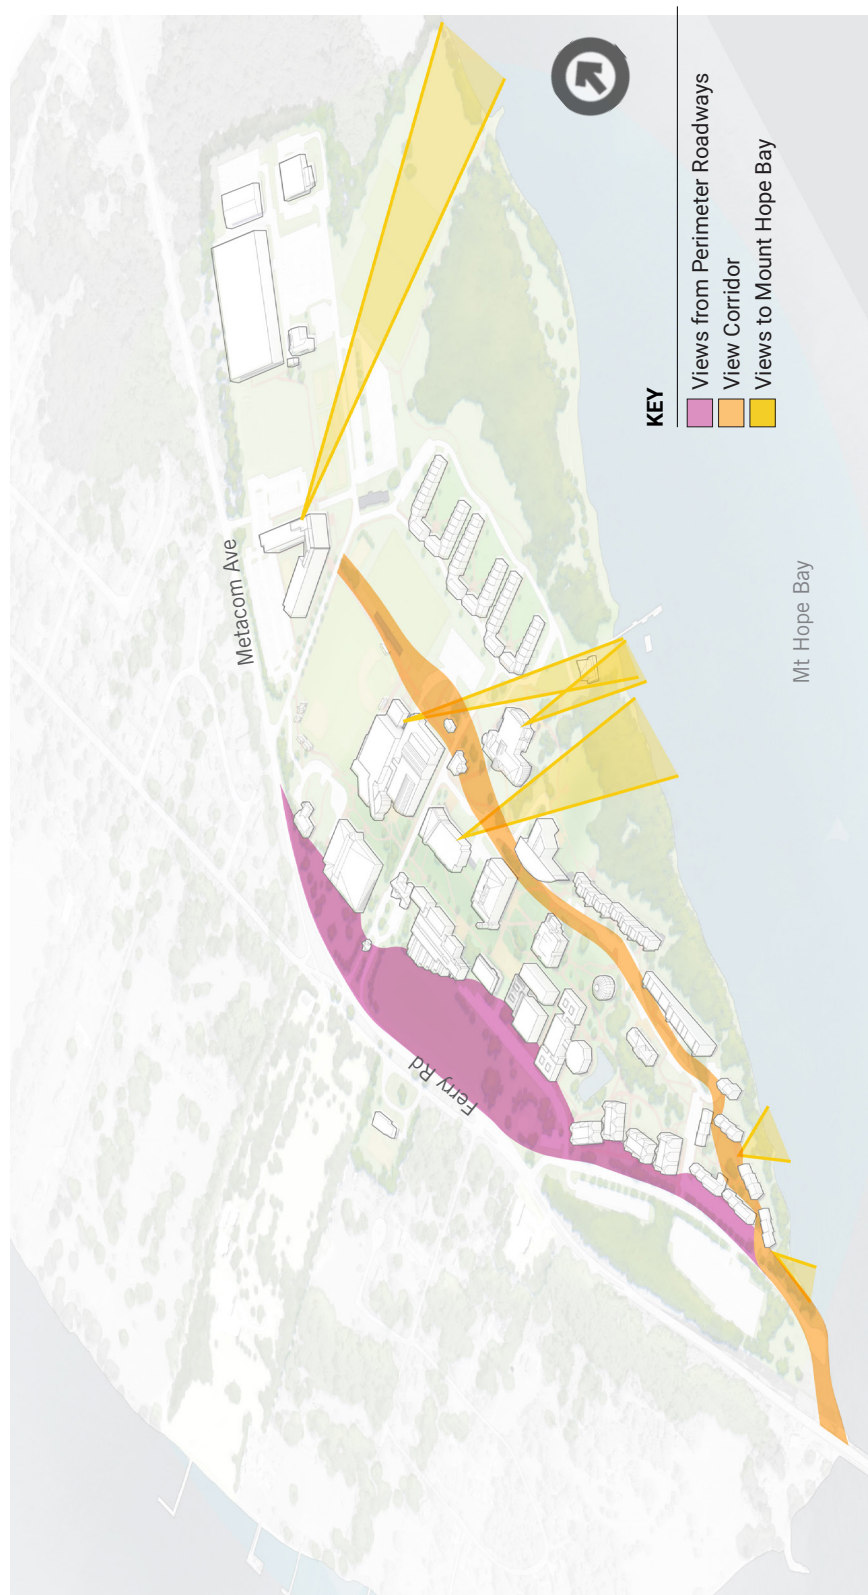 Metacom Ave
Ferry Rd
Mt Hope Bay
KEY
Views from Perimeter Roadways
View Corridor
Views to Mount Hope Bay